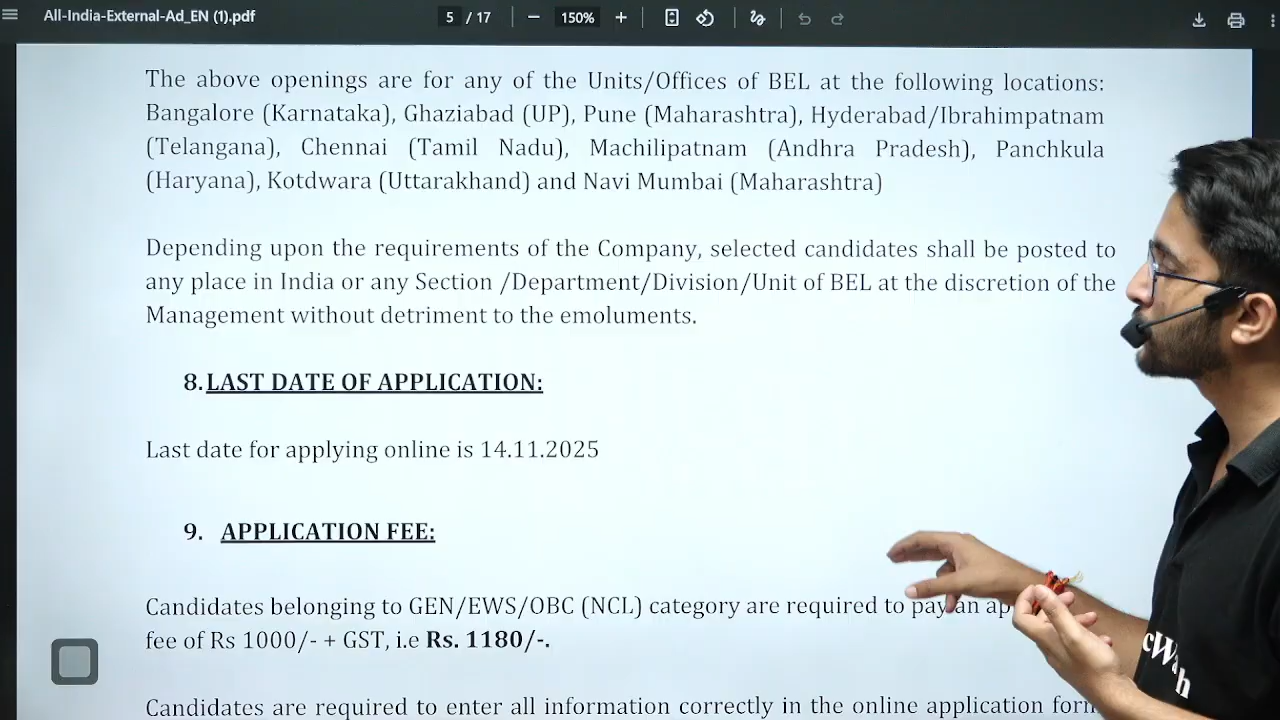 All-India-External-Ad_EN (1).pdf 5 / 17 150%
The above openings are for any of the Units/Offices of BEL at the following locations:
Bangalore (Karnataka), Ghaziabad (UP), Pune (Maharashtra), Hyderabad/Ibrahimpatnam
(Telangana), Chennai (Tamil Nadu), Machilipatnam (Andhra Pradesh), Panchkula
(Haryana), Kotdwara (Uttarakhand) and Navi Mumbai (Maharashtra)
Depending upon the requirements of the Company, selected candidates shall be posted to
any place in India or any Section /Department/Division/Unit of BEL at the discretion of the
Management without detriment to the emoluments.
8. LAST DATE OF APPLICATION:
Last date for applying online is 14.11.2025
9. APPLICATION FEE:
Candidates belonging to GEN/EWS/OBC (NCL) category are required to pay an
fee of Rs 1000/- + GST, i.e Rs. 1180/-.
Candidates are required to enter all information correctly in the online application